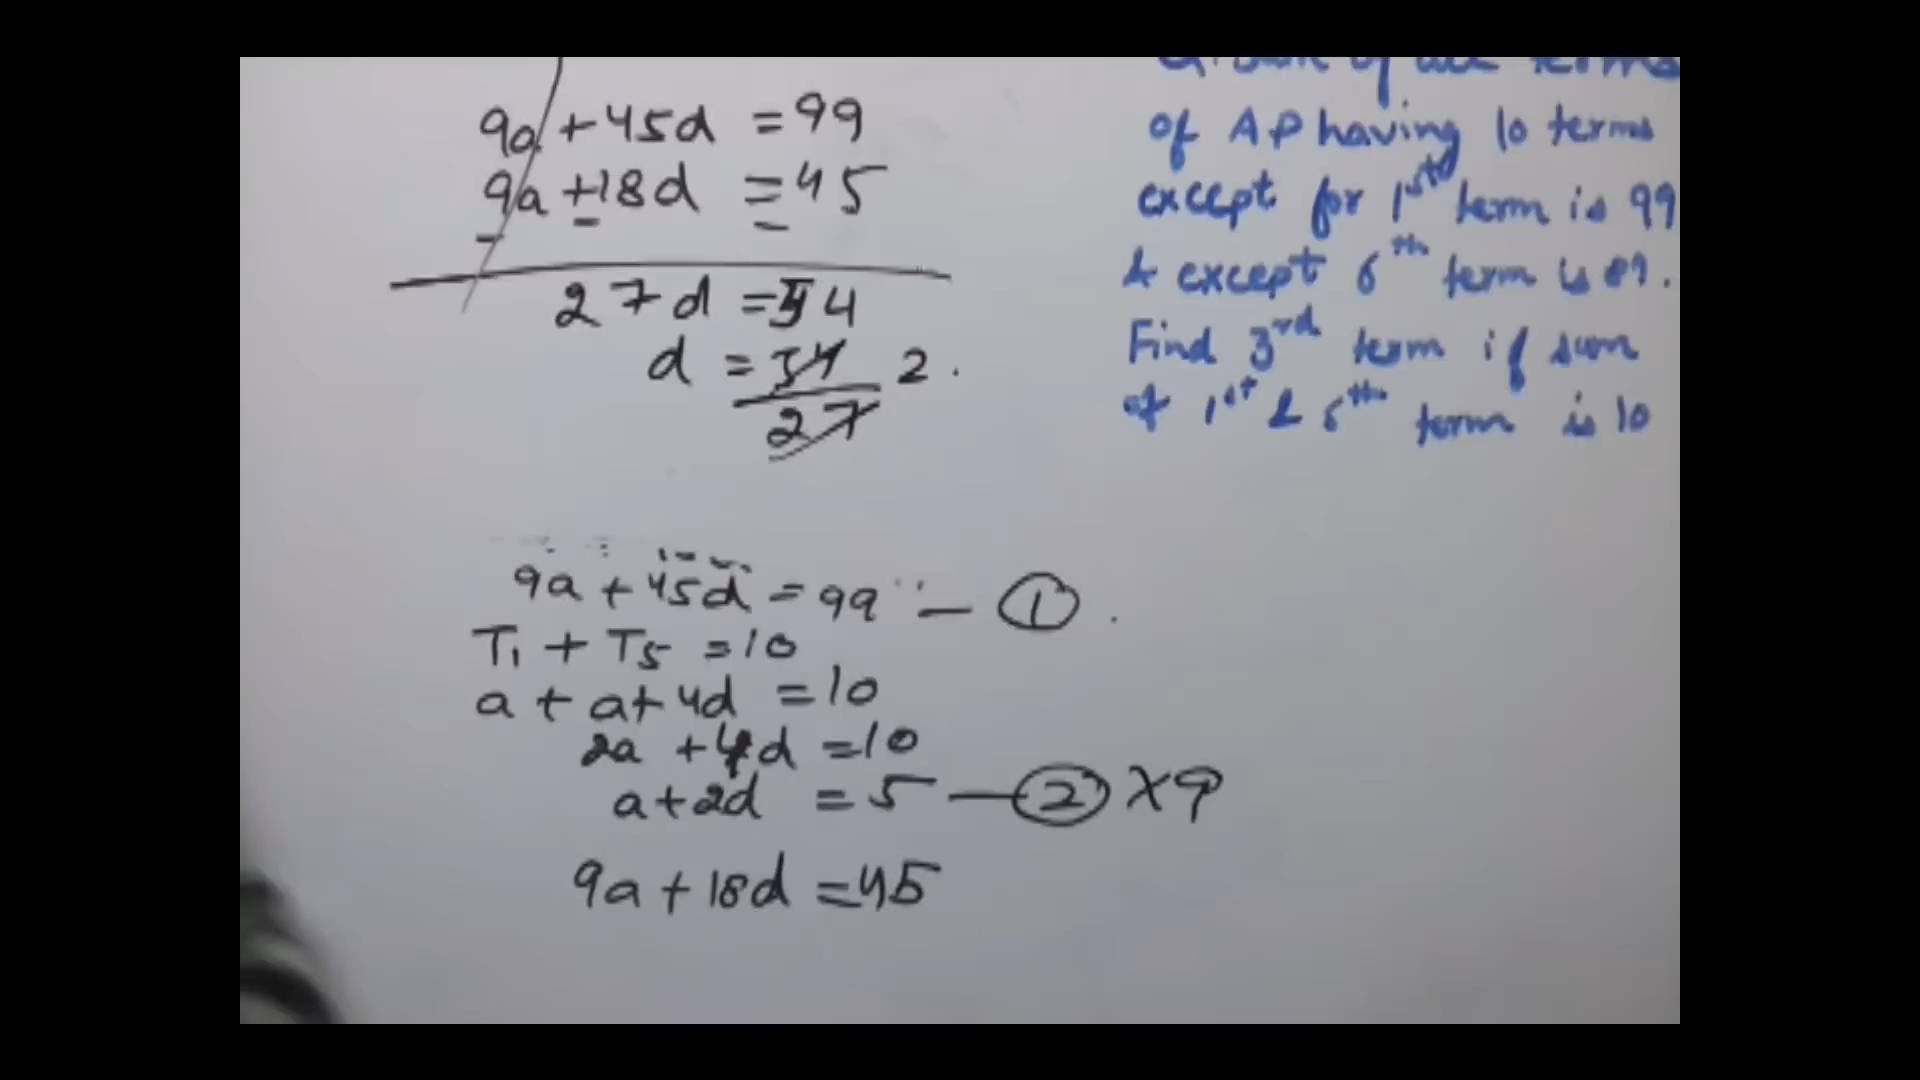 9a + 45d = 99
9a + 18d = 45
27d = 54
d = 54 2.
27
of AP having 10 terms
except for 1st term is 99
& except 6th term is 89.
Find 3rd term if sum
of 1st & 5th term is 10
9a + 45d = 99 — ①
T1 + T5 = 10
a + a + 4d = 10
2a + 4d = 10
a + 2d = 5 — ② x9
9a + 18d = 45